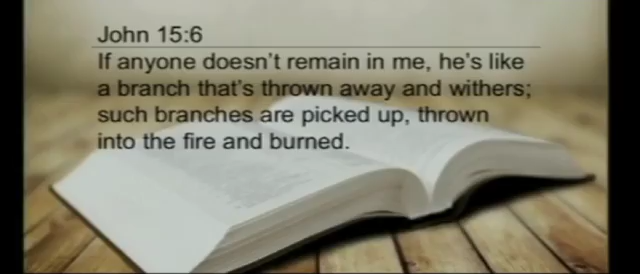 John 15:6
If anyone doesn't remain in me, he's like
a branch that's thrown away and withers;
such branches are picked up, thrown
into the fire and burned.